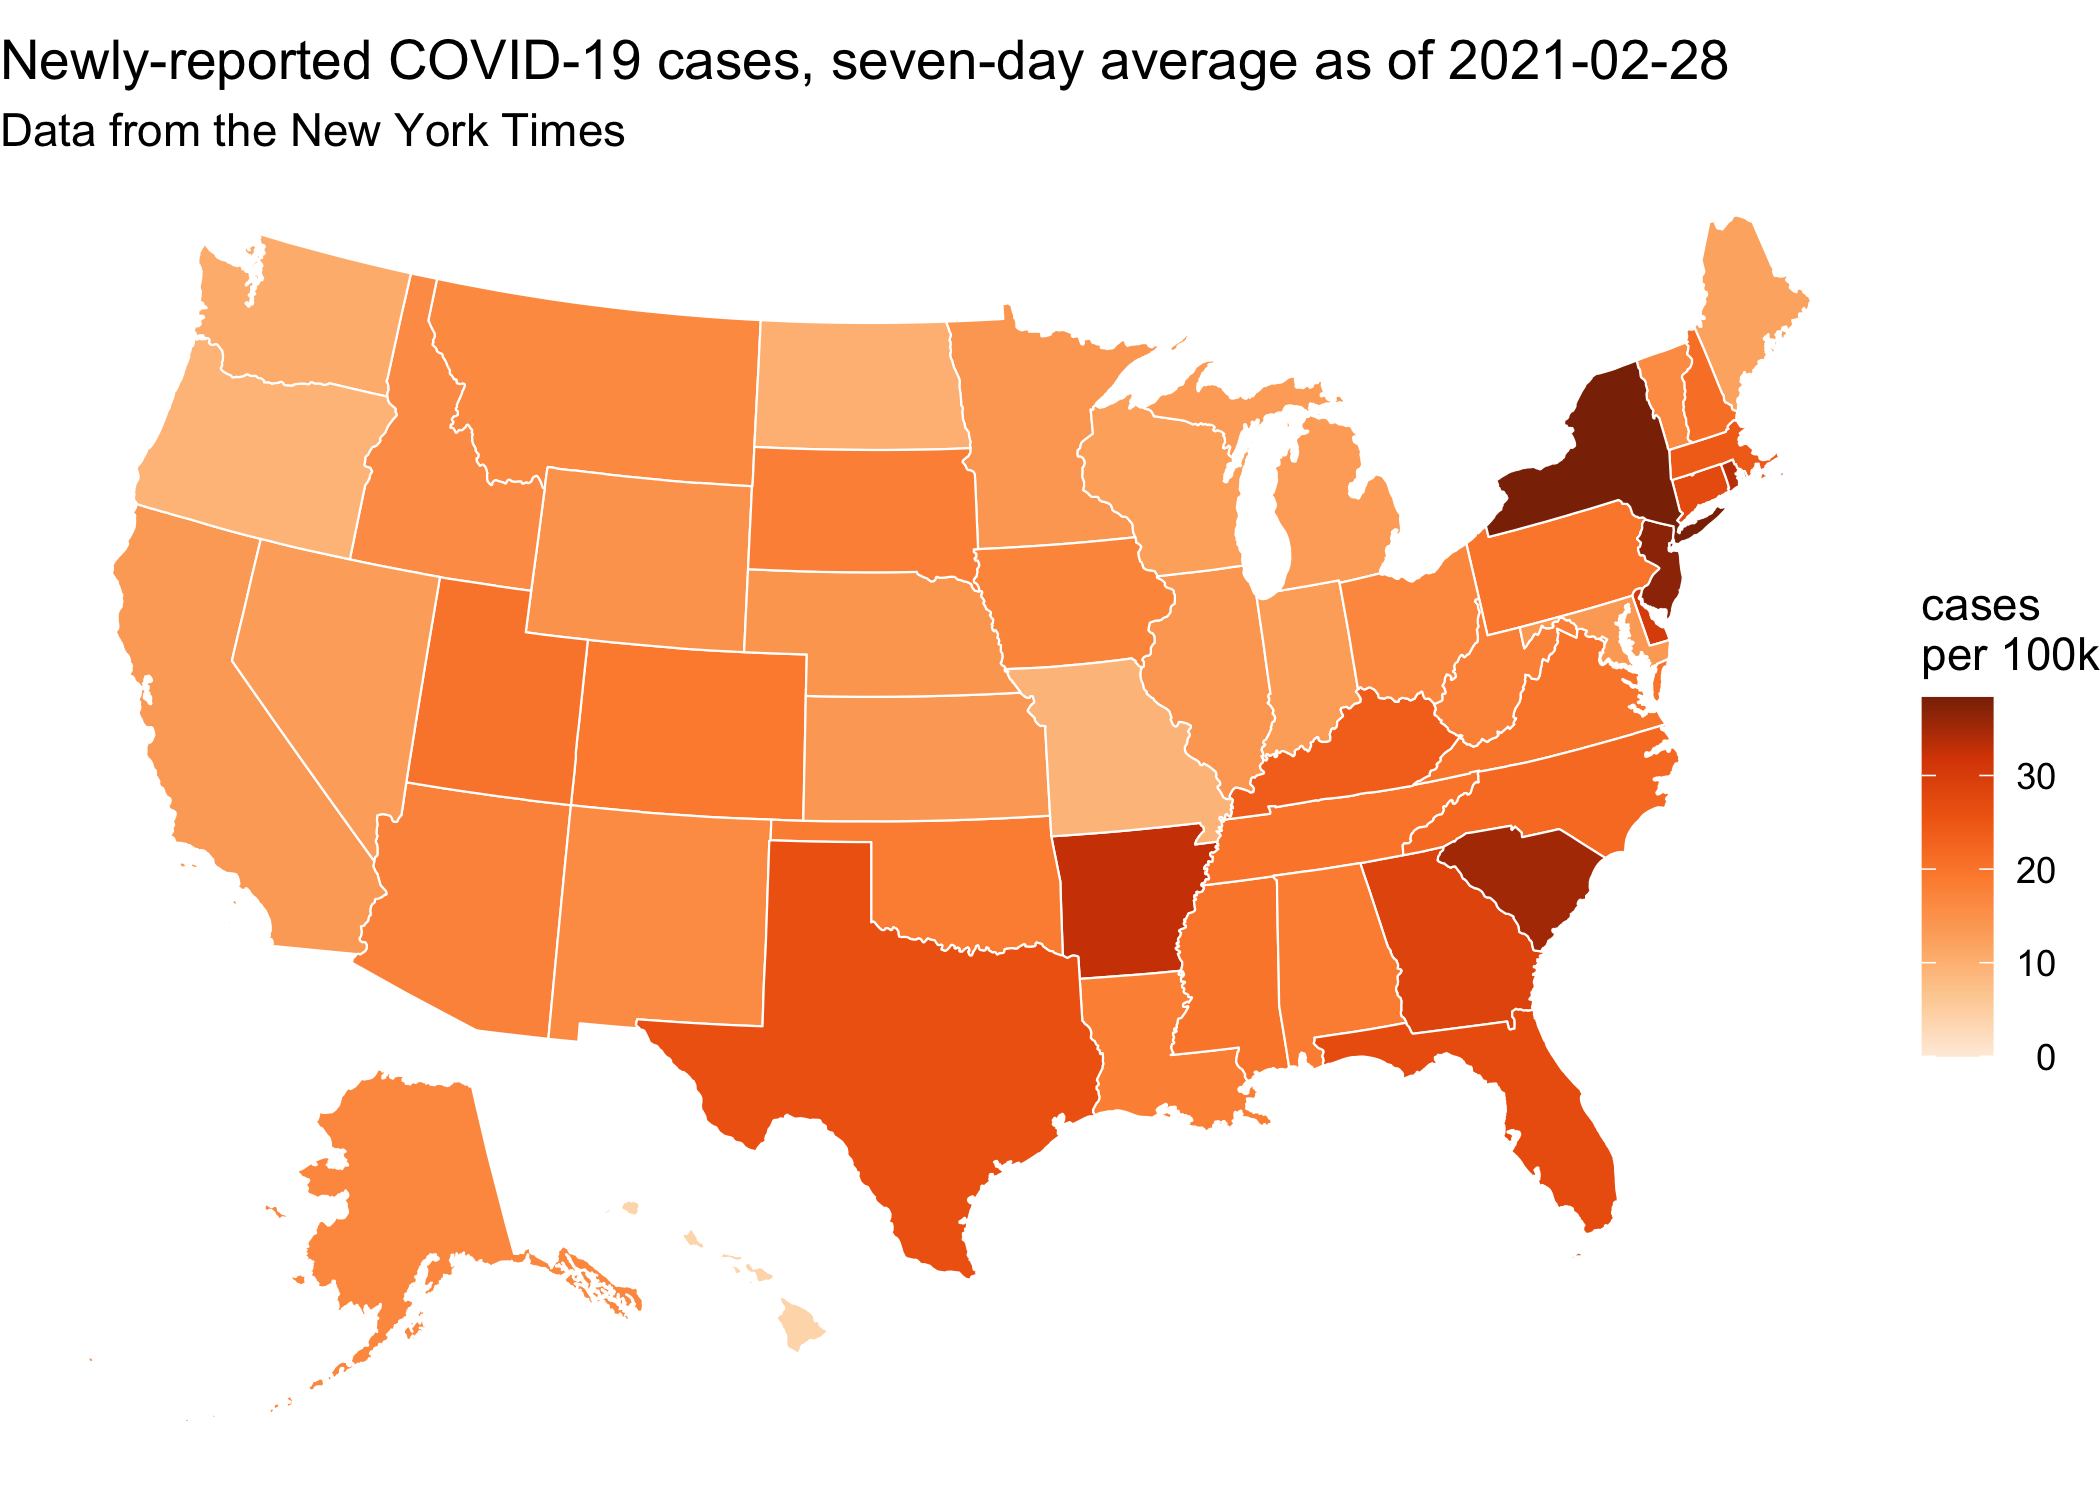 Newly-reported COVID-19 cases, seven-day average as of 2021-02-28
Data from the New York Times
cases
per 100k
30
20
10
0